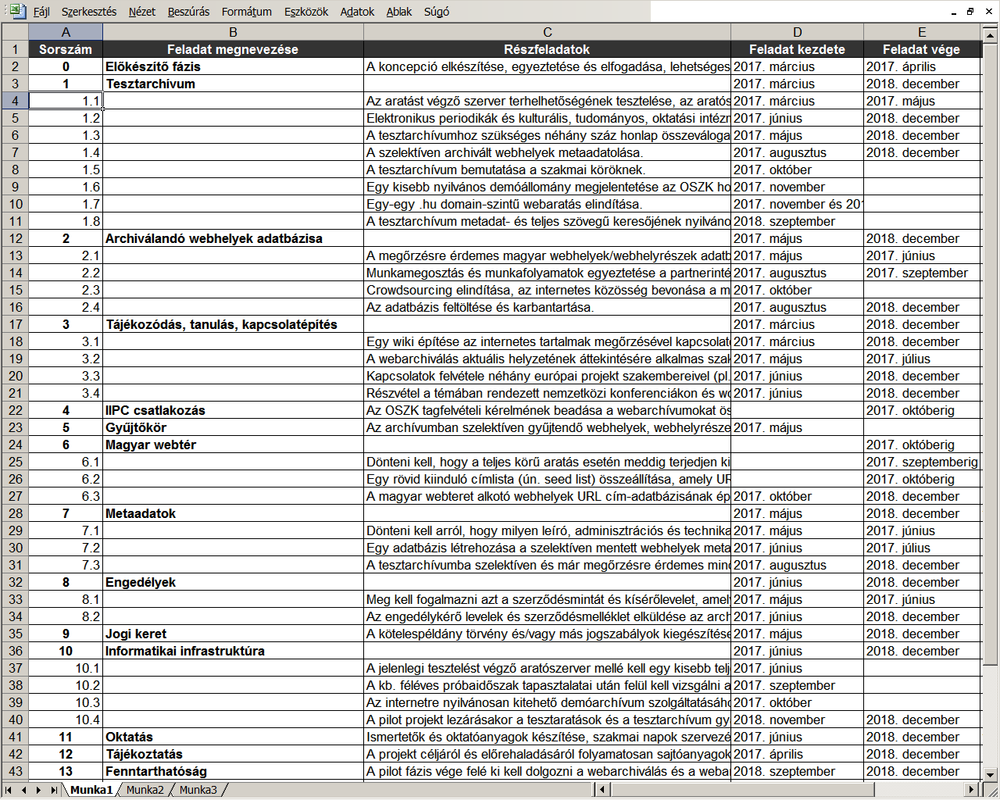 Fájl Szerkesztés Nézet Beszúrás Formátum Eszközök Adatok Ablak Súgó
A B C D E
1 Sorszám Feladat megnevezése Részfeladatok Feladat kezdete Feladat vége
2 0 Előkészítő fázis A koncepció elkészítése, egyeztetése és elfogadása, lehetséges 2017. március 2017. április
3 1 Tesztarchívum 2017. március 2018. december
4 1.1 Az aratást végző szerver terhelhetőségének tesztelése, az aratós 2017. március 2017. május
5 1.2 Elektronikus periodikák és kulturális, tudományos, oktatási intézm 2017. június 2018. december
6 1.3 A tesztarchívumhoz szükséges néhány száz honlap összeváloga 2017. május 2018. december
7 1.4 A szelektíven archivált webhelyek metaadatolása. 2017. augusztus 2018. december
8 1.5 A tesztarchívum bemutatása a szakmai köröknek. 2017. október
9 1.6 Egy kisebb nyilvános demóállomány megjelentetése az OSZK ho 2017. november
10 1.7 Egy-egy .hu domain-szintű webaratás elindítása. 2017. november és 201
11 1.8 A tesztarchívum metadat- és teljes szövegű keresőjének nyilváno 2018. szeptember
12 2 Archiválandó webhelyek adatbázisa 2017. május 2018. december
13 2.1 A megőrzésre érdemes magyar webhelyek/webhelyrészek adatb 2017. május 2017. június
14 2.2 Munkamegosztás és munkafolyamatok egyeztetése a partnerinté 2017. augusztus 2017. szeptember
15 2.3 Crowdsourcing elindítása, az internetes közösség bevonása a m 2017. október
16 2.4 Az adatbázis feltöltése és karbantartása. 2017. augusztus 2018. december
17 3 Tájékozódás, tanulás, kapcsolatépítés 2017. március 2018. december
18 3.1 Egy wiki építése az internetes tartalmak megőrzésével kapcsolat 2017. március 2018. december
19 3.2 A webarchiválás aktuális helyzetének áttekintésére alkalmas szak 2017. május 2017. július
20 3.3 Kapcsolatok felvétele néhány európai projekt szakembereivel (pl. 2017. június 2018. december
21 3.4 Részvétel a témában rendezett nemzetközi konferenciákon és wo 2017. június 2018. december
22 4 IIPC csatlakozás Az OSZK tagfelvételi kérelmének beadása a webarchívumokat ös 2017. októberig
23 5 Gyűjtőkör Az archívumban szelektíven gyűjtendő webhelyek, webhelyrésze 2017. május
24 6 Magyar webtér 2017. októberig
25 6.1 Dönteni kell, hogy a teljes körű aratás esetén meddig terjedjen ki 2017. szeptemberig
26 6.2 Egy rövid kiinduló címlista (ún. seed list) összeállítása, amely UR 2017. októberig
27 6.3 A magyar webteret alkotó webhelyek URL cím-adatbázisának ép 2017. október 2018. december
28 7 Metaadatok 2017. május 2018. december
29 7.1 Dönteni kell arról, hogy milyen leíró, adminisztrációs és technika 2017. május 2017. június
30 7.2 Egy adatbázis létrehozása a szelektíven mentett webhelyek meta 2017. június 2017. július
31 7.3 A tesztarchívumba szelektíven és már megőrzésre érdemes mind 2017. augusztus 2018. december
32 8 Engedélyek 2017. június 2018. december
33 8.1 Meg kell fogalmazni azt a szerződésmintát és kísérőlevelet, amely 2017. május 2017. június
34 8.2 Az engedélykérő levelek és szerződésmelléklet elküldése az arch 2017. június 2018. december
35 9 Jogi keret A kötelespéldány törvény és/vagy más jogszabályok kiegészítése 2017. május 2018. december
36 10 Informatikai infrastruktúra 2017. június 2018. december
37 10.1 A jelenlegi tesztelést végző aratószerver mellé kell egy kisebb telj 2017. június
38 10.2 A kb. féléves próbaidőszak tapasztalatai után felül kell vizsgálni a 2017. szeptember
39 10.3 Az internetre nyilvánosan kitehető demóarchívum szolgáltatásáho 2017. október
40 10.4 A pilot projekt lezárásakor a tesztaratások és a tesztarchívum gy 2018. november 2018. december
41 11 Oktatás Ismertetők és oktatóanyagok készítése, szakmai napok szervezé 2017. június 2018. december
42 12 Tájékoztatás A projekt céljáról és előrehaladásáról folyamatosan sajtóanyagok 2017. április 2018. december
43 13 Fenntarthatóság A pilot fázis vége felé ki kell dolgozni a webarchiválás és a webar 2018. szeptember 2018. december
Munka1 Munka2 Munka3